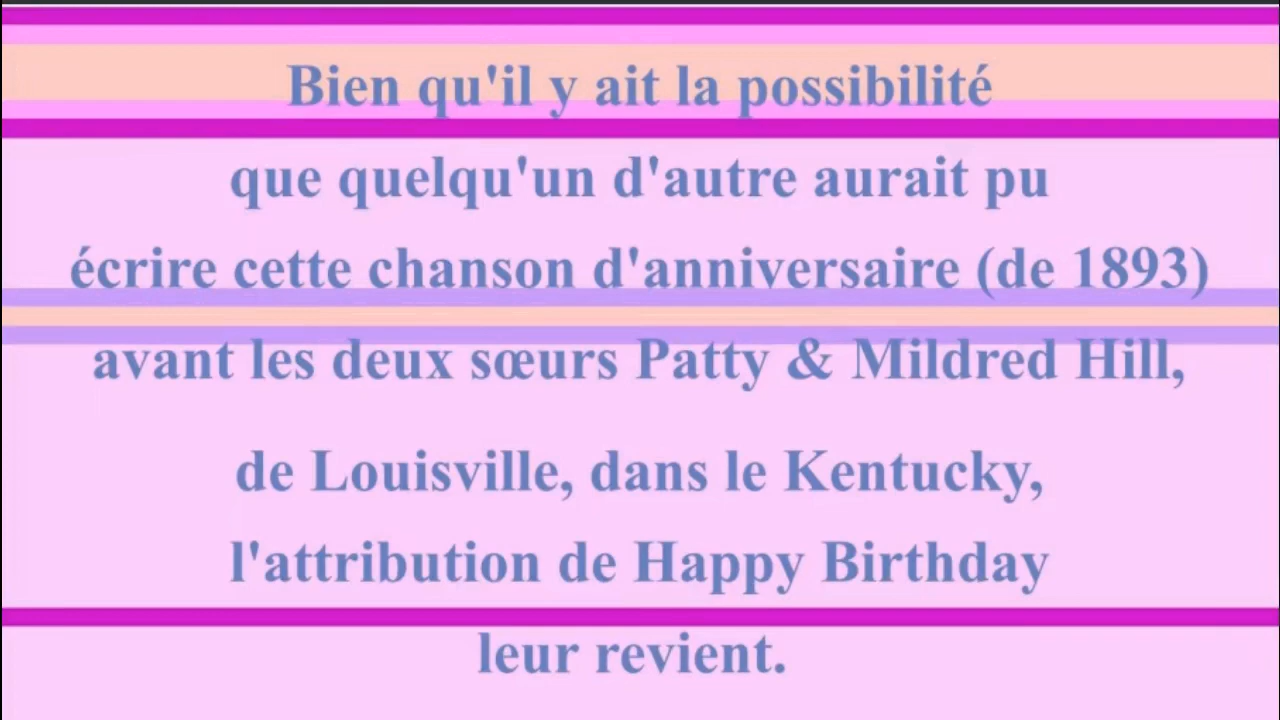 Bien qu'il y ait la possibilité
que quelqu'un d'autre aurait pu
écrire cette chanson d'anniversaire (de 1893)
avant les deux sœurs Patty & Mildred Hill,
de Louisville, dans le Kentucky,
l'attribution de Happy Birthday
leur revient.